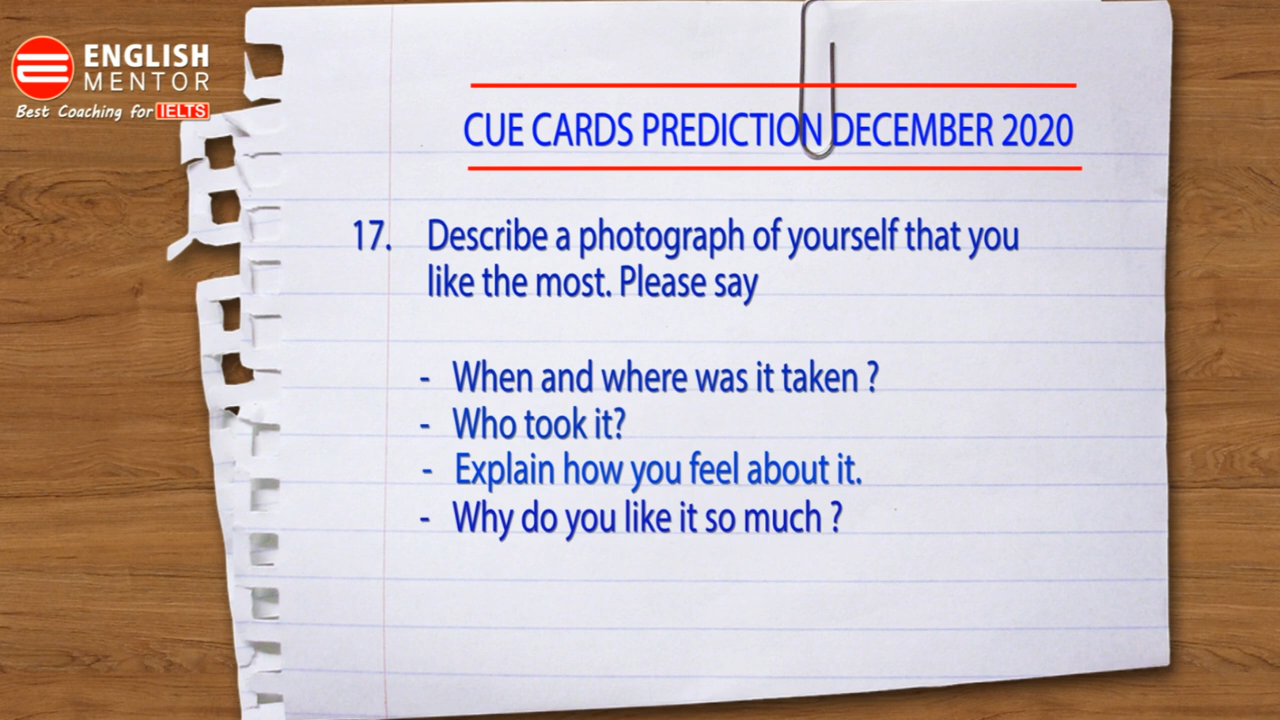 ENGLISH
MENTOR
Best Coaching for IELTS
CUE CARDS PREDICTION DECEMBER 2020
17. Describe a photograph of yourself that you
like the most. Please say
- When and where was it taken ?
- Who took it?
- Explain how you feel about it.
- Why do you like it so much ?